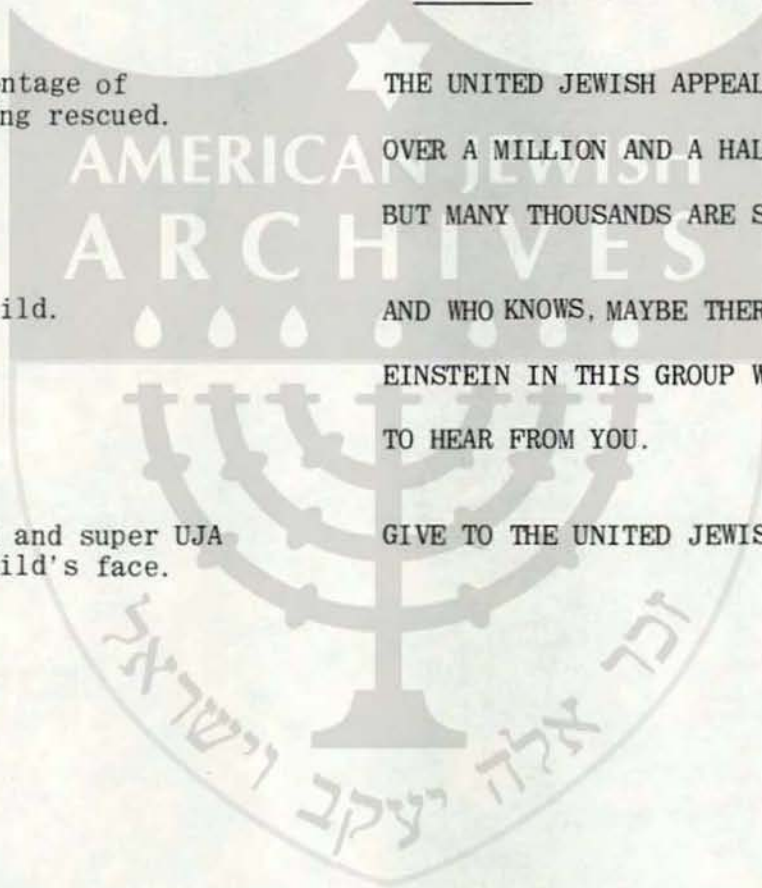 ntage of
ng rescued.
THE UNITED JEWISH APPEAL
OVER A MILLION AND A HAL
BUT MANY THOUSANDS ARE S
AMERICAN JEWISH
ARCHIVES
ild.
AND WHO KNOWS, MAYBE THER
EINSTEIN IN THIS GROUP W
TO HEAR FROM YOU.
and super UJA
ild's face.
GIVE TO THE UNITED JEWIS
זכר אלה יעקב וישראל